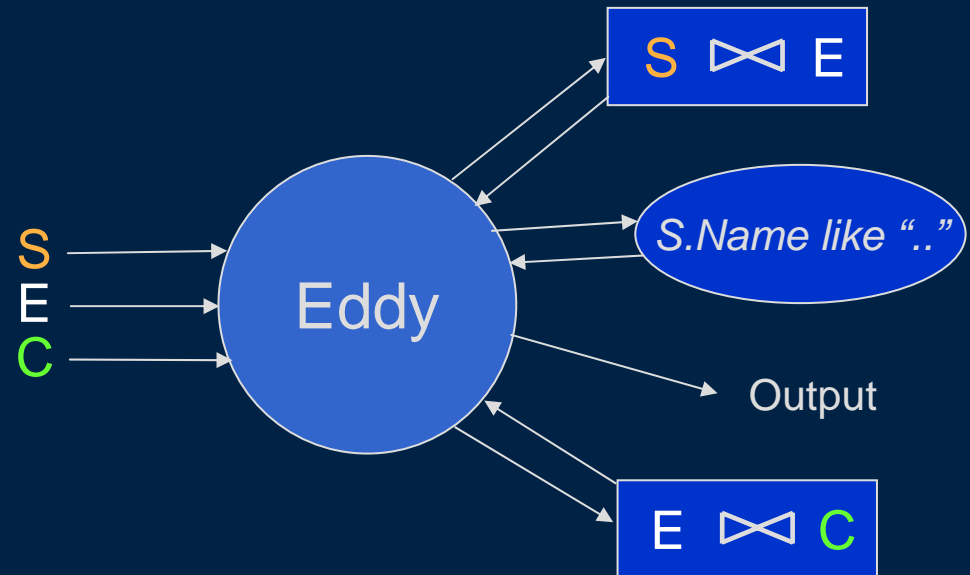 S ⋈ E
S.Name like “..”
S
E
C
Eddy
Output
E ⋈ C